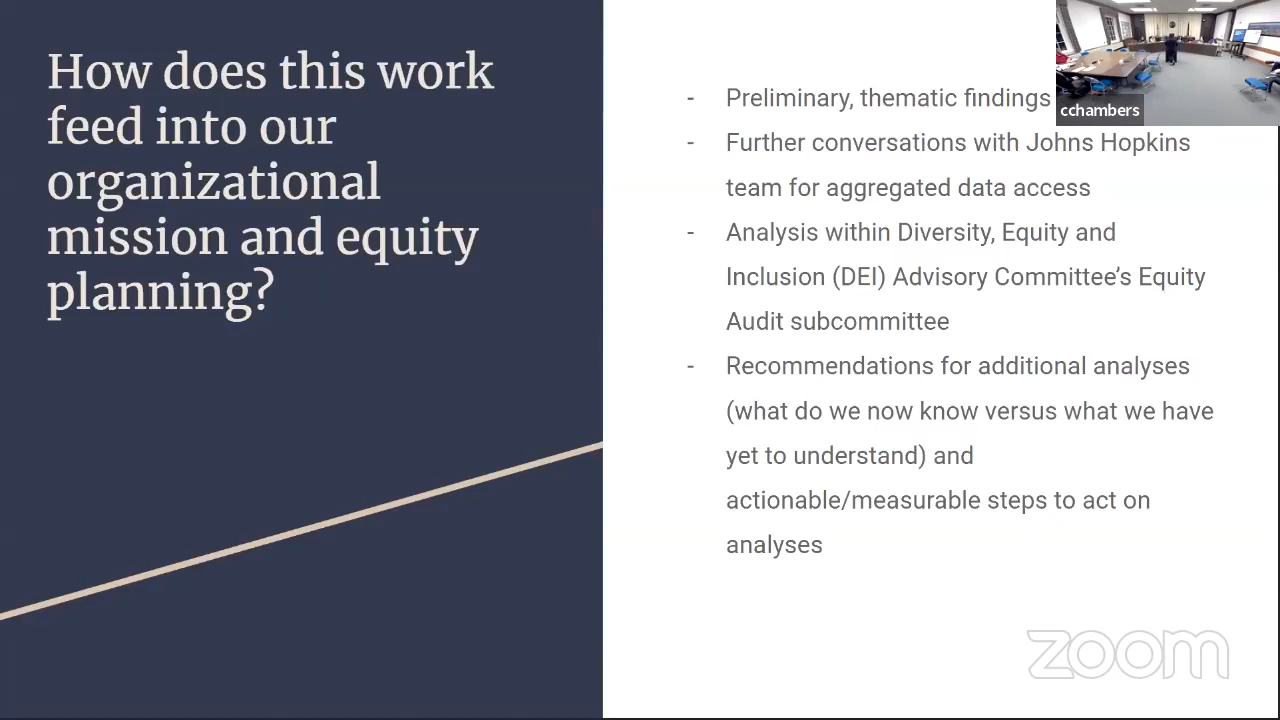 How does this work
feed into our
organizational
mission and equity
planning?
- Preliminary, thematic findings
- Further conversations with Johns Hopkins
team for aggregated data access
- Analysis within Diversity, Equity and
Inclusion (DEI) Advisory Committee’s Equity
Audit subcommittee
- Recommendations for additional analyses
(what do we now know versus what we have
yet to understand) and
actionable/measurable steps to act on
analyses
cchambers
zoom